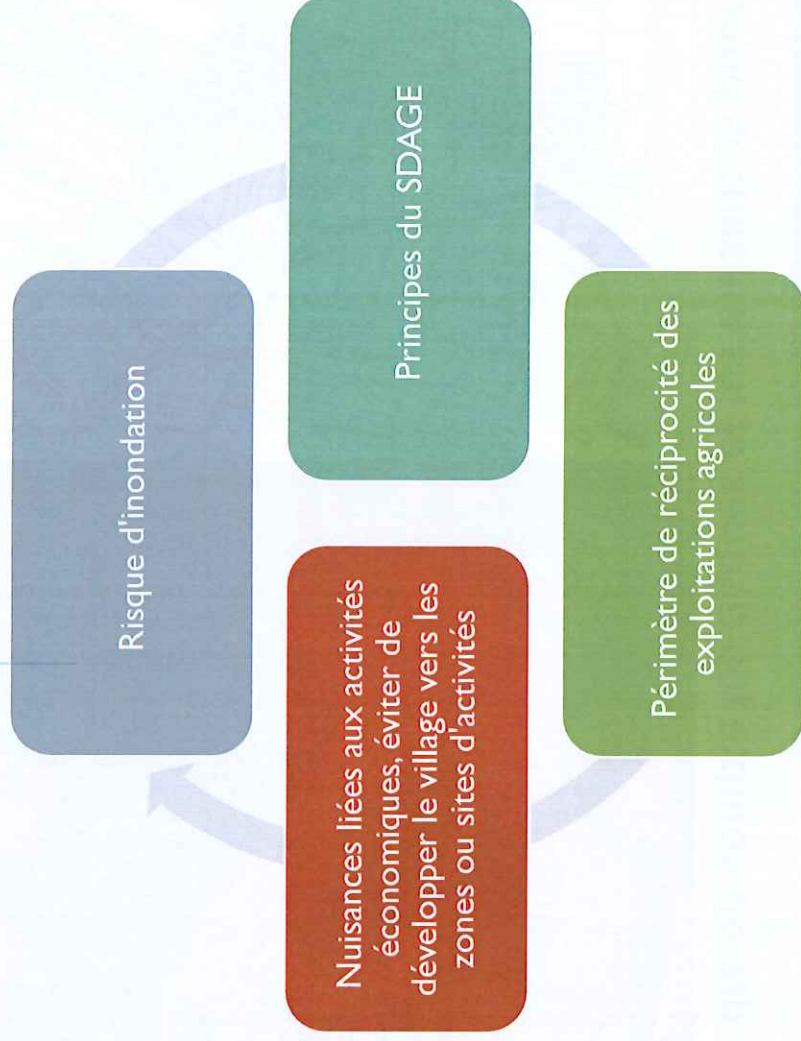 Risque d'inondation
Principes du SDAGE
Périmètre de réciprocité des
exploitations agricoles
Nuisances liées aux activités
économiques, éviter de
développer le village vers les
zones ou sites d'activités